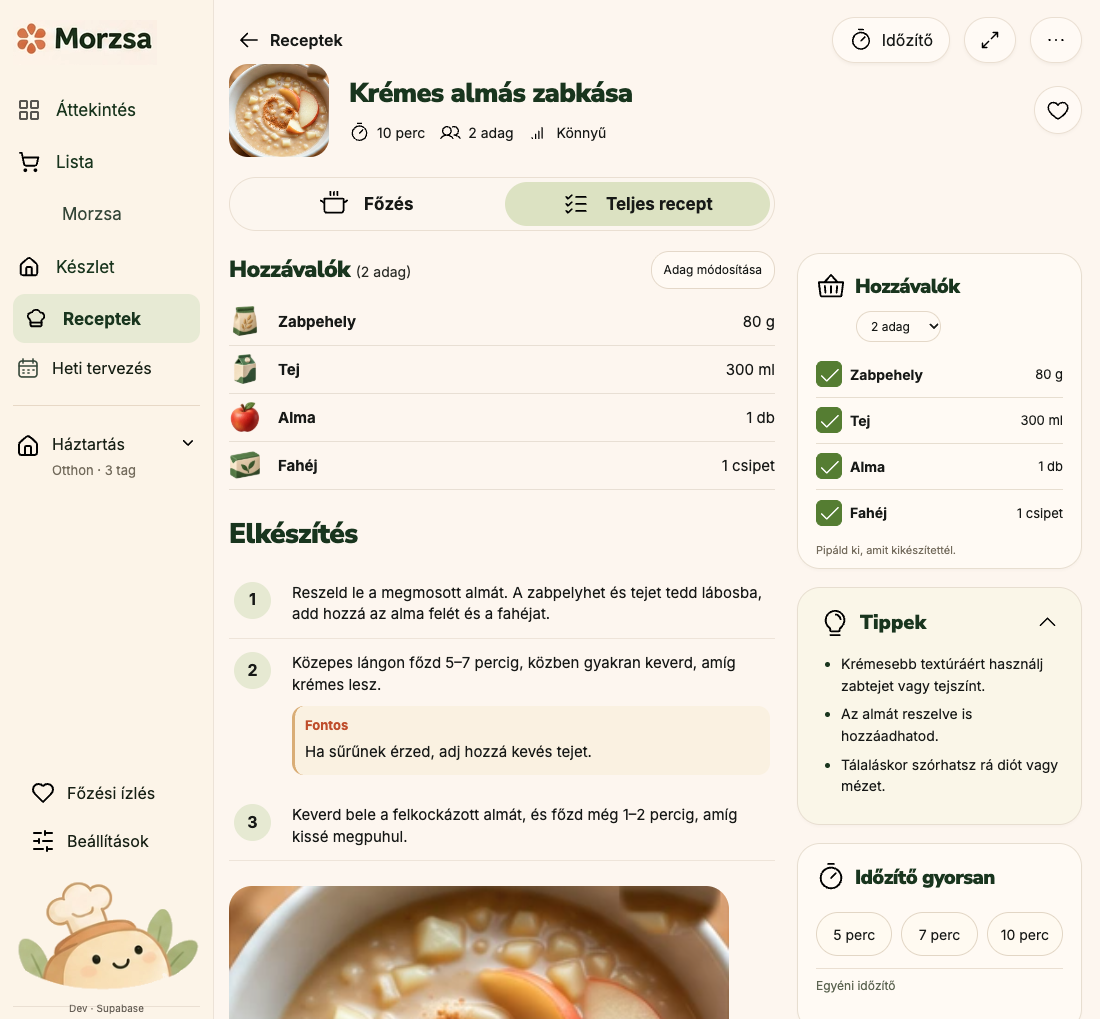 Morzsa
Áttekintés
Lista
Morzsa
Készlet
Receptek
Heti tervezés
Háztartás
Otthon · 3 tag
Főzési ízlés
Beállítások
Dev · Supabase
Receptek
Időzítő
Krémes almás zabkása
10 perc 2 adag Könnyű
Főzés
Teljes recept
Hozzávalók (2 adag)
Adag módosítása
Zabpehely 80 g
Tej 300 ml
Alma 1 db
Fahéj 1 csipet
Elkészítés
1
Reszeld le a megmosott almát. A zabpelyhet és tejet tedd lábosba,
add hozzá az alma felét és a fahéjat.
2
Közepes lángon főzd 5–7 percig, közben gyakran keverd, amíg
krémes lesz.
Fontos
Ha sűrűnek érzed, adj hozzá kevés tejet.
3
Keverd bele a felkockázott almát, és főzd még 1–2 percig, amíg
kissé megpuhul.
Hozzávalók
2 adag
Zabpehely 80 g
Tej 300 ml
Alma 1 db
Fahéj 1 csipet
Pipáld ki, amit kikészítettél.
Tippek
• Krémesebb textúráért használj
zabtejet vagy tejszínt.
• Az almát reszelve is
hozzáadhatod.
• Tálaláskor szórhatsz rá diót vagy
mézet.
Időzítő gyorsan
5 perc 7 perc 10 perc
Egyéni időzítő